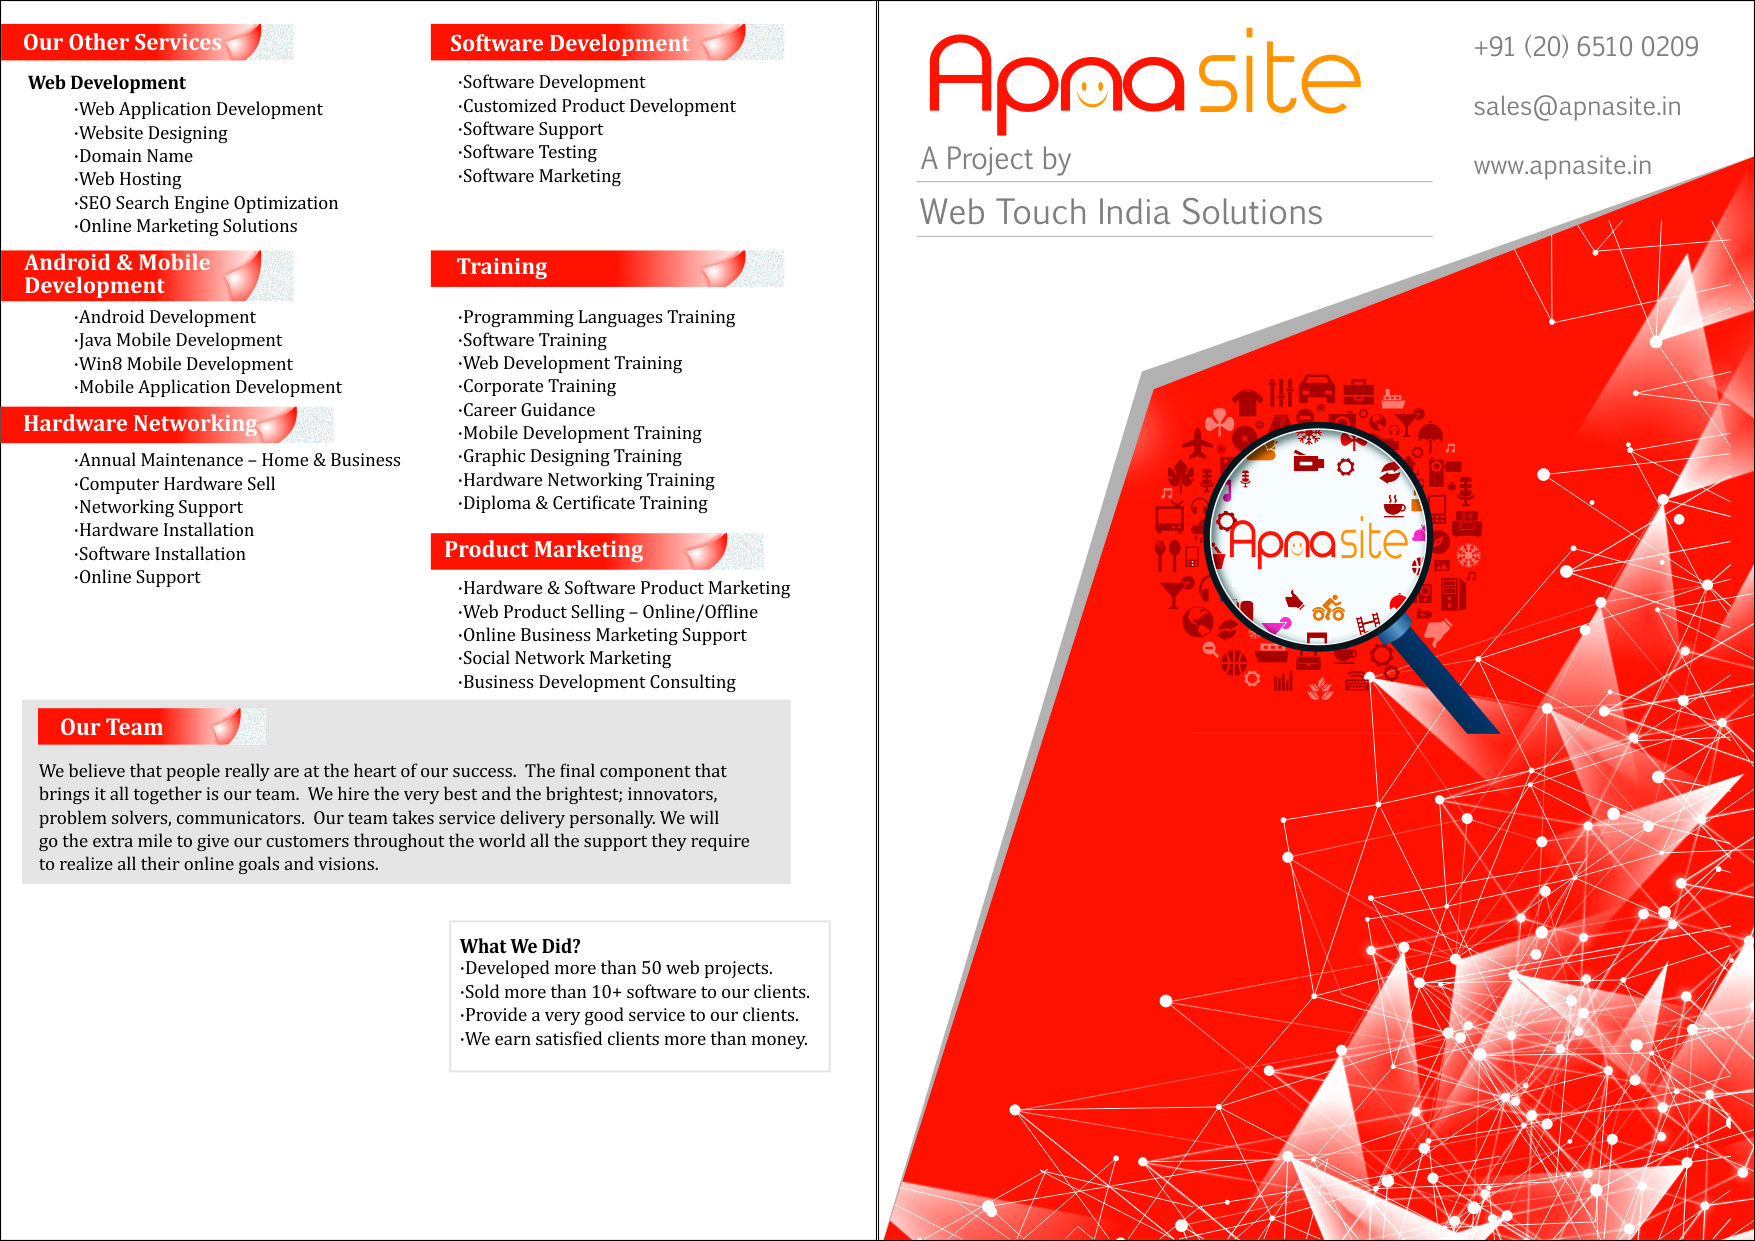 Our Other Services
Web Development
·Web Application Development
·Website Designing
·Domain Name
·Web Hosting
·SEO Search Engine Optimization
·Online Marketing Solutions
Android & Mobile
Development
·Android Development
·Java Mobile Development
·Win8 Mobile Development
·Mobile Application Development
Hardware Networking
·Annual Maintenance – Home & Business
·Computer Hardware Sell
·Networking Support
·Hardware Installation
·Software Installation
·Online Support
Software Development
·Software Development
·Customized Product Development
·Software Support
·Software Testing
·Software Marketing
Training
·Programming Languages Training
·Software Training
·Web Development Training
·Corporate Training
·Career Guidance
·Mobile Development Training
·Graphic Designing Training
·Hardware Networking Training
·Diploma & Certificate Training
Product Marketing
·Hardware & Software Product Marketing
·Web Product Selling – Online/Offline
·Online Business Marketing Support
·Social Network Marketing
·Business Development Consulting
Our Team
We believe that people really are at the heart of our success.  The final component that
brings it all together is our team.  We hire the very best and the brightest; innovators,
problem solvers, communicators.  Our team takes service delivery personally. We will
go the extra mile to give our customers throughout the world all the support they require
to realize all their online goals and visions.
What We Did?
·Developed more than 50 web projects.
·Sold more than 10+ software to our clients.
·Provide a very good service to our clients.
·We earn satisfied clients more than money.
Apna site
A Project by
Web Touch India Solutions
+91 (20) 6510 0209
sales@apnasite.in
www.apnasite.in
Apna site